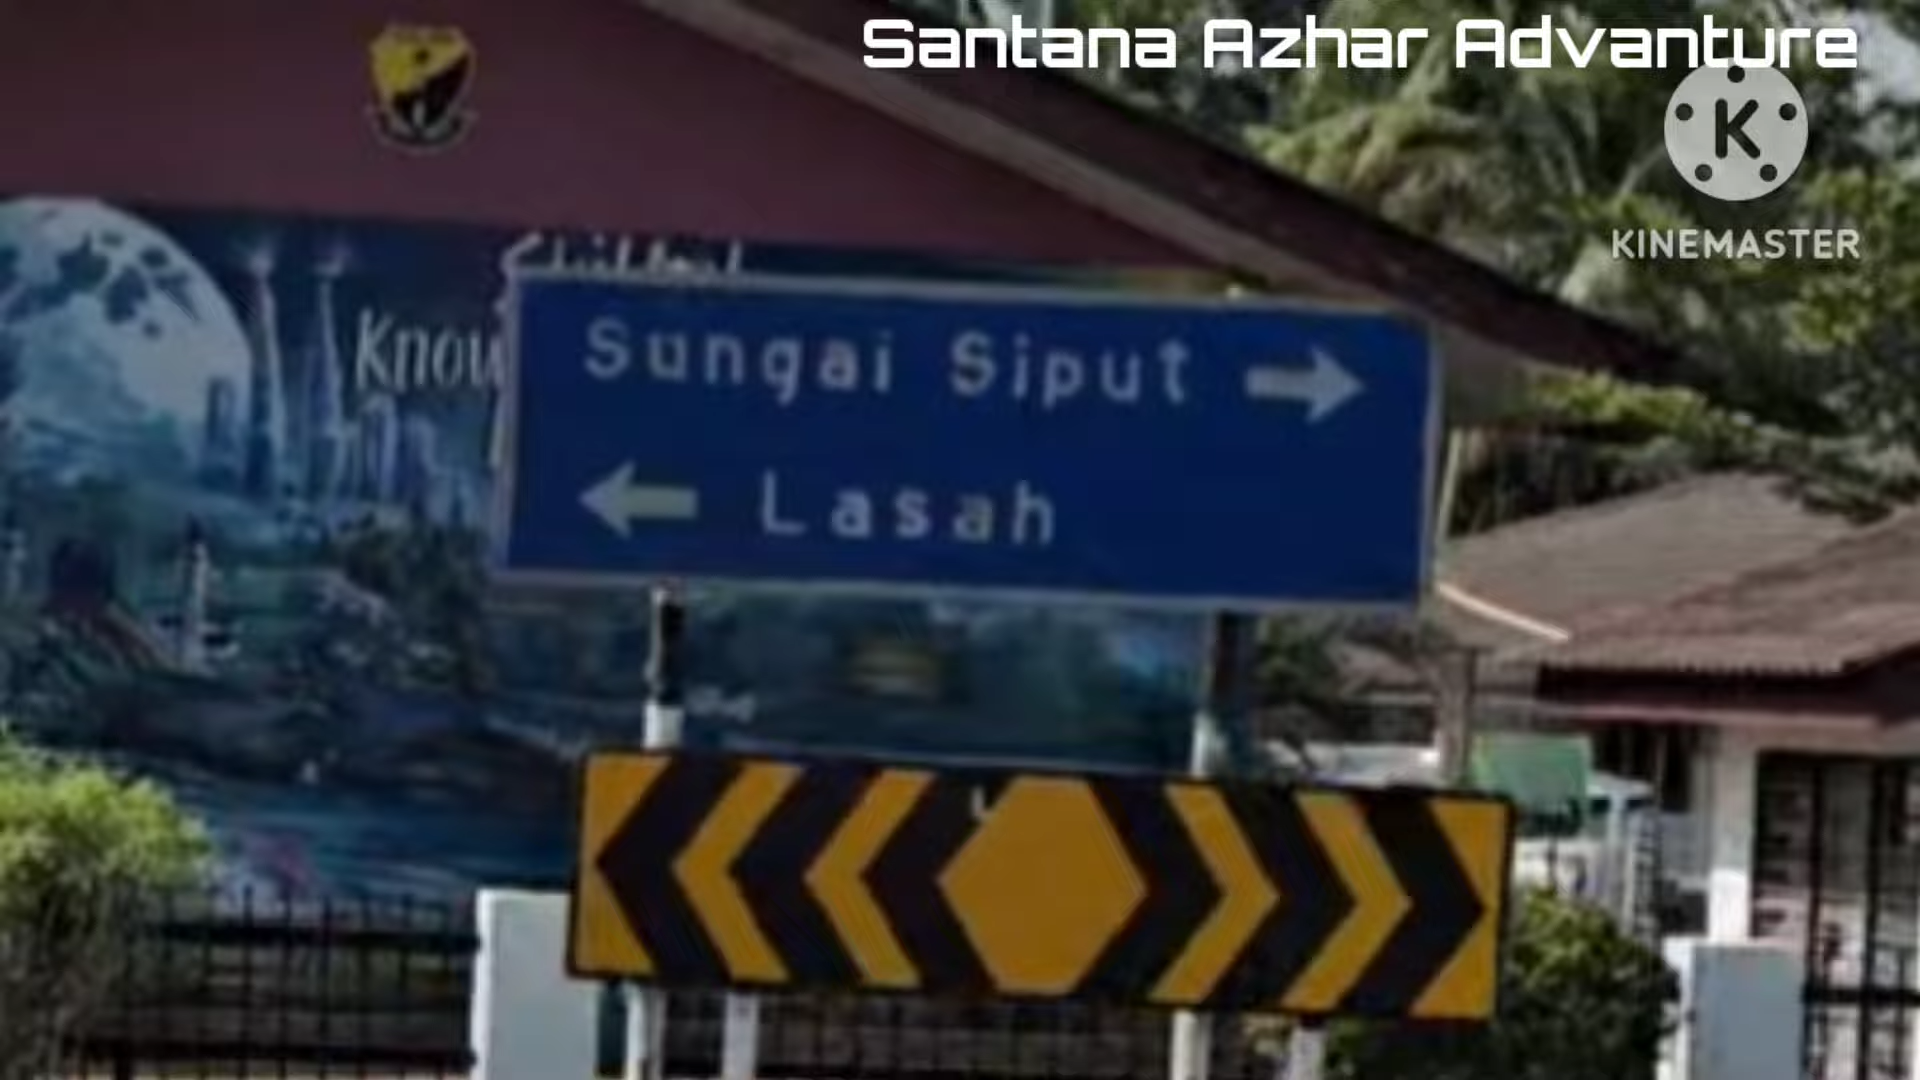 Santana Azhar Advanture
K
KINEMASTER
Know
Sungai Siput
Lasah